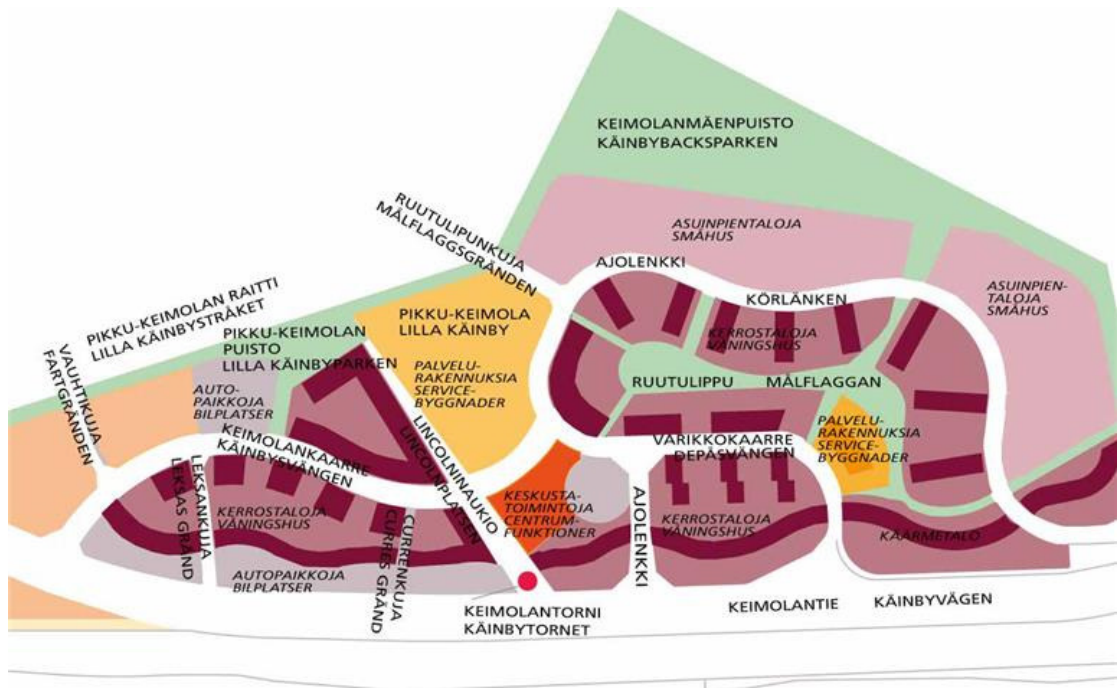 KEIMOLANMÄENPUISTO
KÄINBYBACKSPARKEN
RUUTULIPUNKUJA
MÅLFLAGGSGRÄNDEN
ASUINPIENTALOJA
SMÅHUS
AJOLENKKI
KÖRLÄNKEN
ASUINPIEN-
TALOJA
SMÅHUS
PIKKU-KEIMOLAN RAITTI
LILLA KÄINBYSTRÅKET
PIKKU-KEIMOLA
LILLA KÄINBY
PIKKU-KEIMOLAN
PUISTO
LILLA KÄINBYPARKEN
KERROSTALOJA
VÅNINGSHUS
VAUHTIKUJA
FARTGRÄNDEN
AUTO-
PAIKKOJA
BILPLATSER
PALVELU-
RAKENNUKSIA
SERVICE-
BYGGNADER
RUUTULIPPU
MÅLFLAGGAN
PALVELU-
RAKENNUKSIA
SERVICE-
BYGGNADER
KEIMOLANKAARRE
KÄINBYSVÄNGEN
LINCOLNINAUKIO
LINCOLNPLATSEN
VARIKKOKAARRE
DEPÅSVÄNGEN
LEKSANKUJA
LEKSAS GRÄND
KERROSTALOJA
VÅNINGSHUS
CURRENKUJA
CURRES GRÄND
KESKUSTA-
TOIMINTOJA
CENTRUM-
FUNKTIONER
AJOLENKKI
KERROSTALOJA
VÅNINGSHUS
KÄÄRMETALO
AUTOPAIKKOJA
BILPLATSER
KEIMOLANTORNI
KÄINBYTORNET
KEIMOLANTIE
KÄINBYVÄGEN